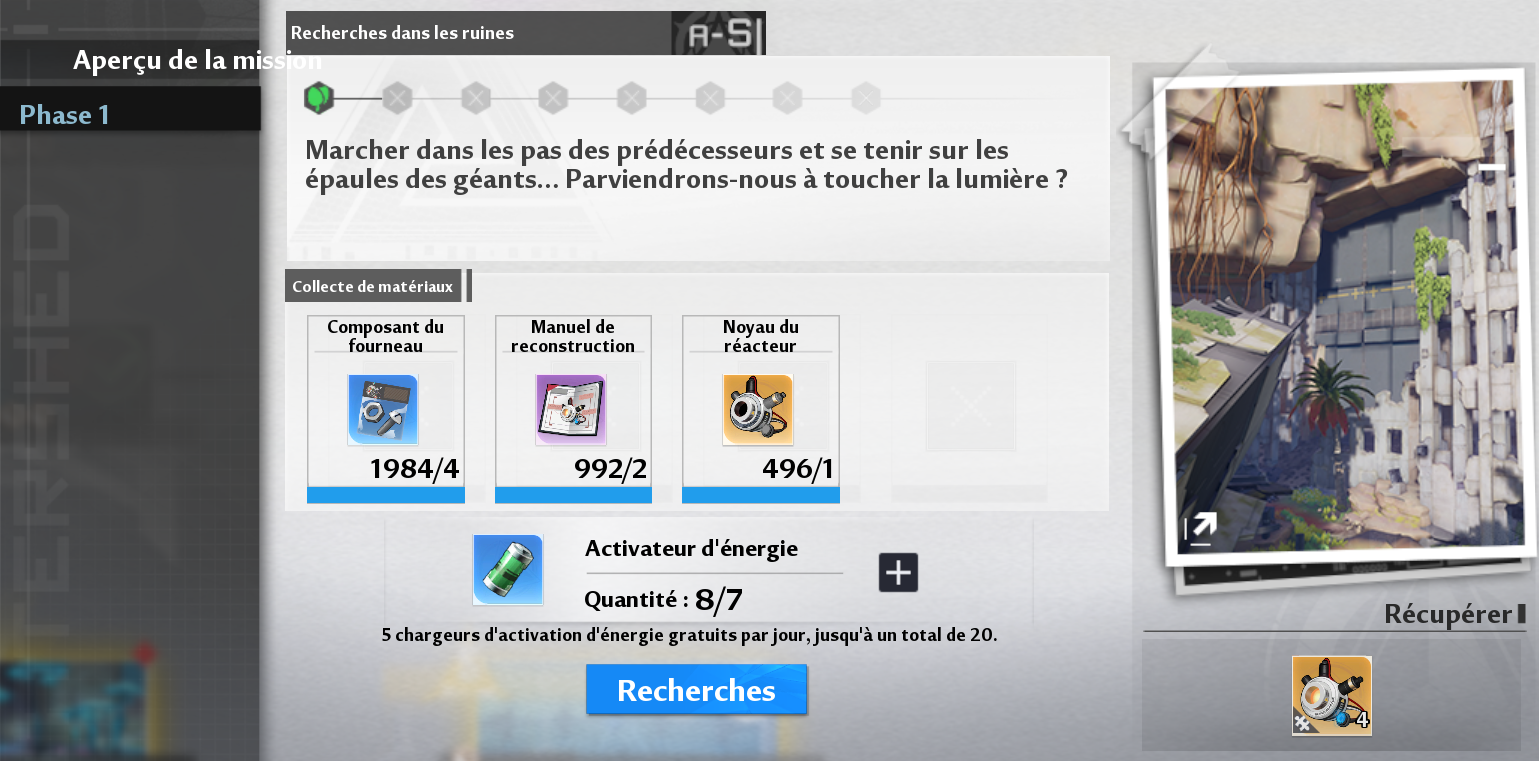 Recherches dans les ruines
A-S
Aperçu de la mission
Phase 1
Marcher dans les pas des prédécesseurs et se tenir sur les
épaules des géants... Parviendrons-nous à toucher la lumière ?
Collecte de matériaux
Composant du
fourneau
1984/4
Manuel de
reconstruction
992/2
Noyau du
réacteur
496/1
Activateur d'énergie
Quantité : 8/7
5 chargeurs d'activation d'énergie gratuits par jour, jusqu'à un total de 20.
Recherches
Récupérer
4